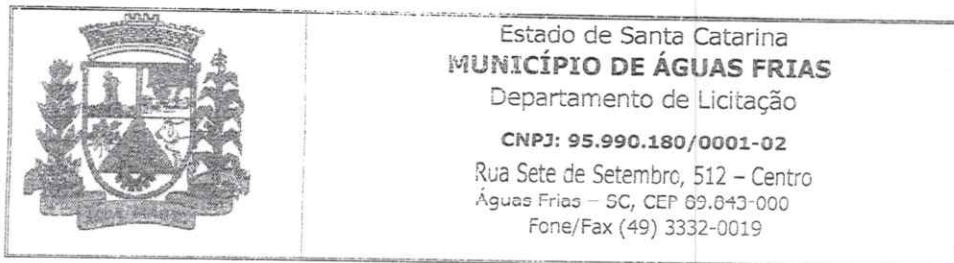 Estado de Santa Catarina
MUNICÍPIO DE ÁGUAS FRIAS
Departamento de Licitação
CNPJ: 95.990.180/0001-02
Rua Sete de Setembro, 512 – Centro
Águas Frias – SC, CEP 89.843-000
Fone/Fax (49) 3332-0019